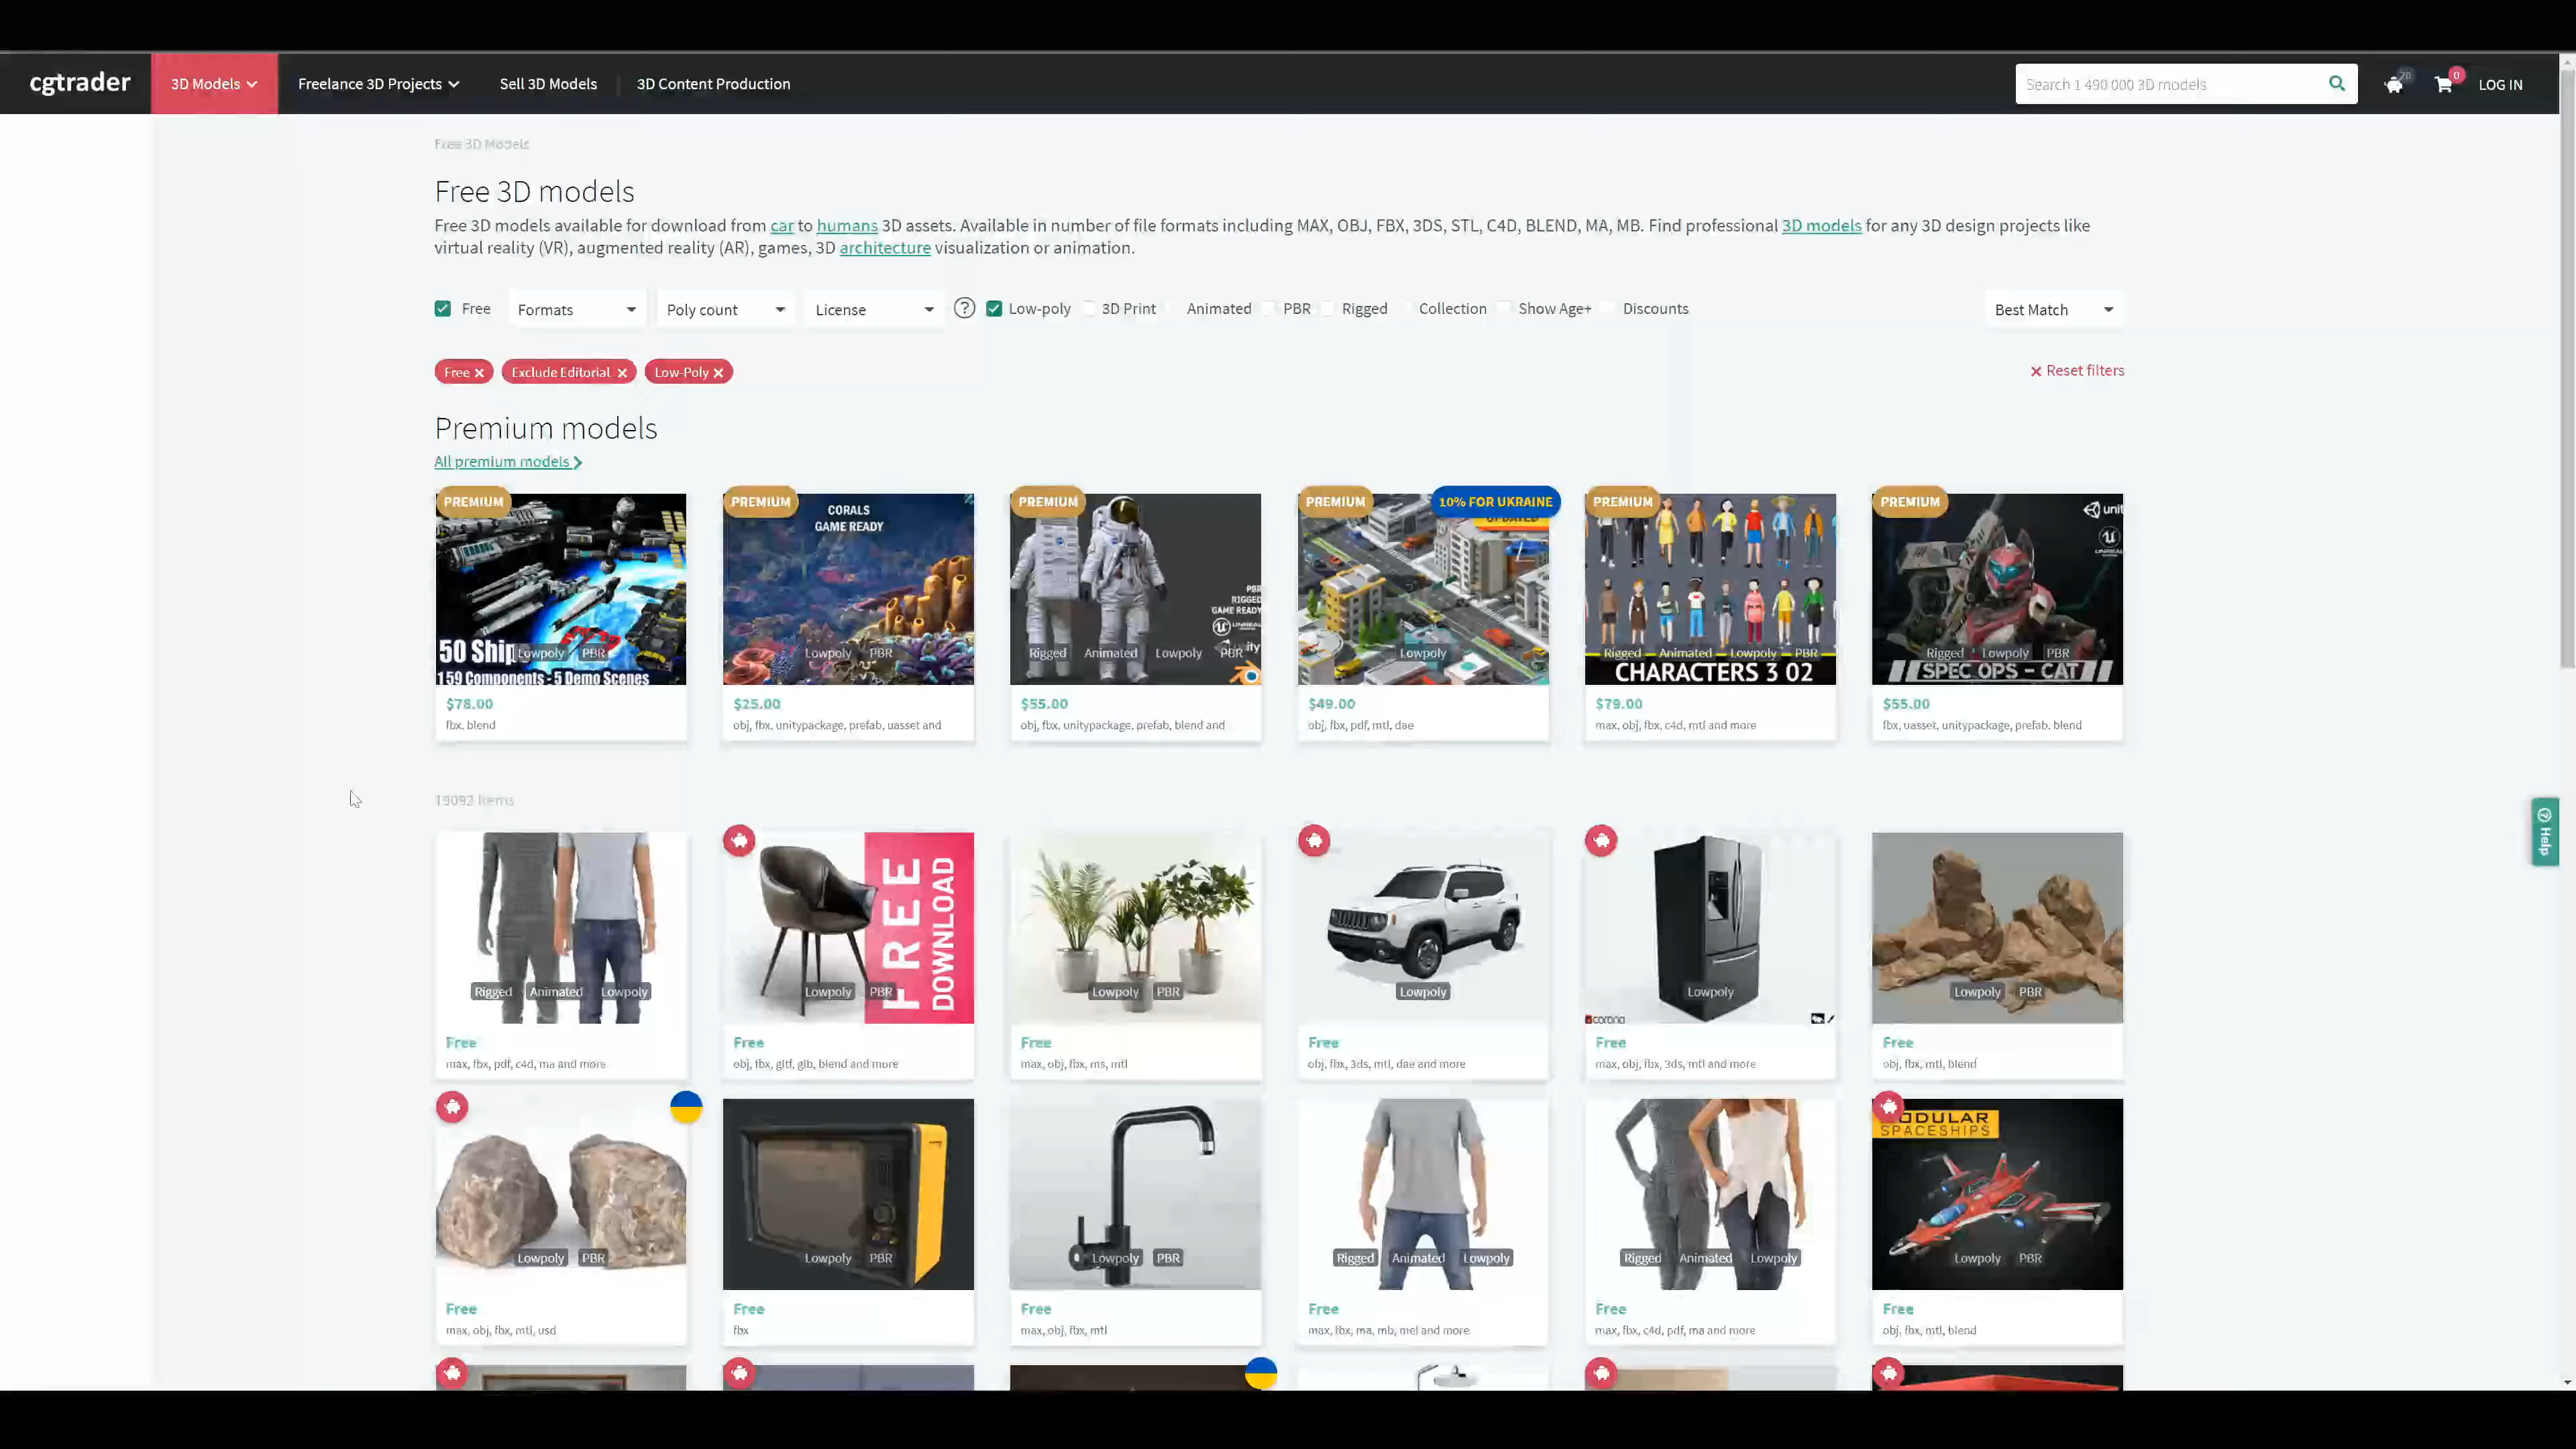 cgtrader
3D Models
Freelance 3D Projects
Sell 3D Models
3D Content Production
Search 1 490 000 3D models
20
0
LOG IN
Free 3D Models
Free 3D models
Free 3D models available for download from car to humans 3D assets. Available in number of file formats including MAX, OBJ, FBX, 3DS, STL, C4D, BLEND, MA, MB. Find professional 3D models for any 3D design projects like
virtual reality (VR), augmented reality (AR), games, 3D architecture visualization or animation.
Free
Formats
Poly count
License
?
Low-poly
3D Print
Animated
PBR
Rigged
Collection
Show Age+
Discounts
Best Match
Free
Exclude Editorial
Low-Poly
Reset filters
Premium models
All premium models
PREMIUM
50 Ship
Lowpoly PBR
159 Components - 5 Demo Scenes
$78.00
fbx, blend
PREMIUM
CORALS
GAME READY
Lowpoly PBR
$25.00
obj, fbx, unitypackage, prefab, uasset and
PREMIUM
PBR
RIGGED
GAME READY
Rigged Animated Lowpoly PBR
$55.00
obj, fbx, unitypackage, prefab, blend and
PREMIUM
10% FOR UKRAINE
UPDATED
Lowpoly
$49.00
obj, fbx, pdf, mtl, dae
PREMIUM
Rigged Animated Lowpoly PBR
CHARACTERS 3 02
$79.00
max, obj, fbx, c4d, mtl and more
PREMIUM
unit
UNREAL
Rigged Lowpoly PBR
SPEC OPS - CAT
$55.00
fbx, uasset, unitypackage, prefab, blend
19092 items
Rigged Animated Lowpoly
Free
max, fbx, pdf, c4d, ma and more
FREE
DOWNLOAD
Lowpoly PBR
Free
obj, fbx, gltf, glb, blend and more
Lowpoly PBR
Free
max, obj, fbx, ms, mtl
Lowpoly
Free
obj, fbx, 3ds, mtl, dae and more
Lowpoly
corona
Free
max, obj, fbx, 3ds, mtl and more
Lowpoly PBR
Free
obj, fbx, mtl, blend
Help
Lowpoly PBR
Free
max, obj, fbx, mtl, usd
Lowpoly PBR
Free
fbx
Lowpoly PBR
Free
max, obj, fbx, mtl
Rigged Animated Lowpoly
Free
max, fbx, ma, mb, mel and more
Rigged Animated Lowpoly
Free
max, fbx, c4d, pdf, ma and more
ODULAR
SPACESHIPS
Lowpoly PBR
Free
obj, fbx, mtl, blend